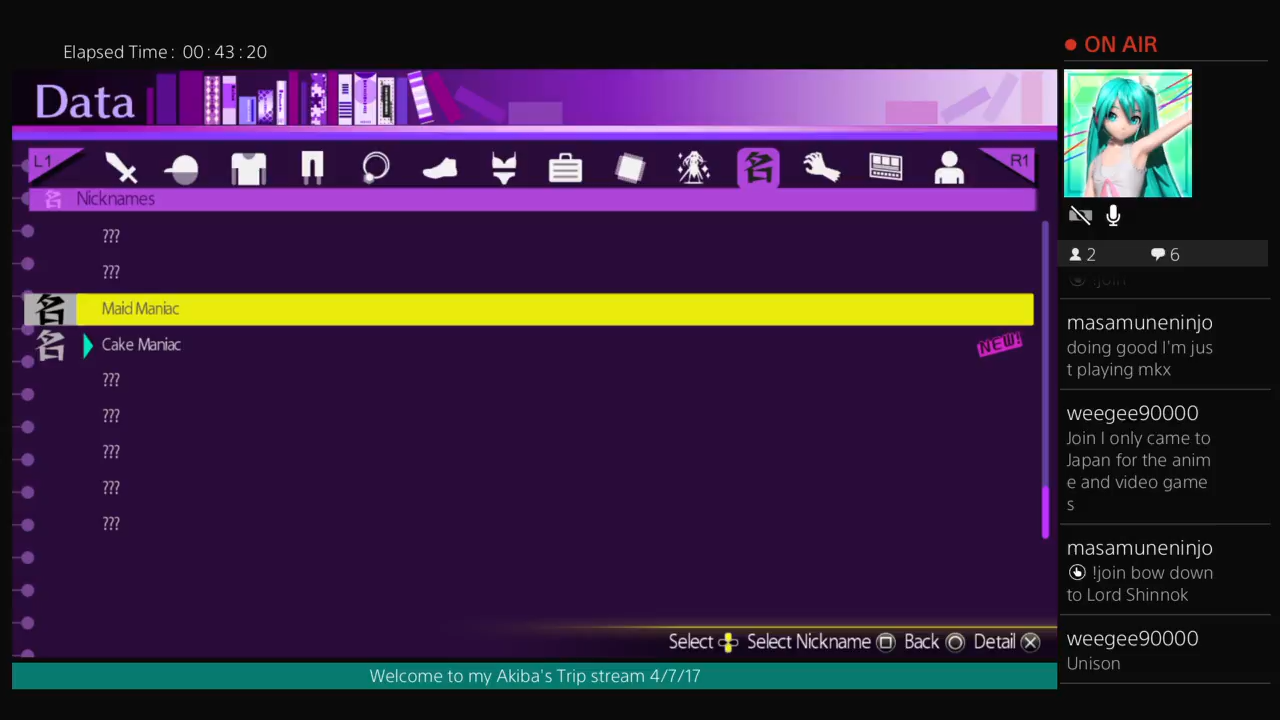 Elapsed Time: 00:43:20
ON AIR
Data
L1
名
R1
名 Nicknames
???
???
名 Maid Maniac
名 Cake Maniac NEW!
???
???
???
???
???
Select Select Nickname Back Detail
Welcome to my Akiba's Trip stream 4/7/17
2 6
!join
masamuneninjo
doing good I'm jus
t playing mkx
weegee90000
Join I only came to
Japan for the anim
e and video game
s
masamuneninjo
!join bow down
to Lord Shinnok
weegee90000
Unison